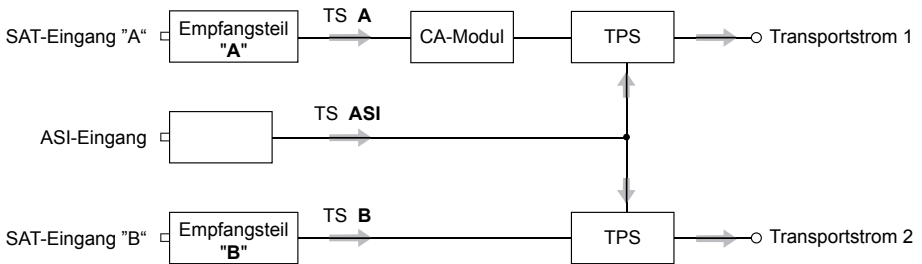 TS A
SAT-Eingang "A“
Empfangsteil
"A"
CA-Modul
TPS
Transportstrom 1
TS ASI
ASI-Eingang
TS B
SAT-Eingang ”B“
Empfangsteil
"B"
TPS
Transportstrom 2